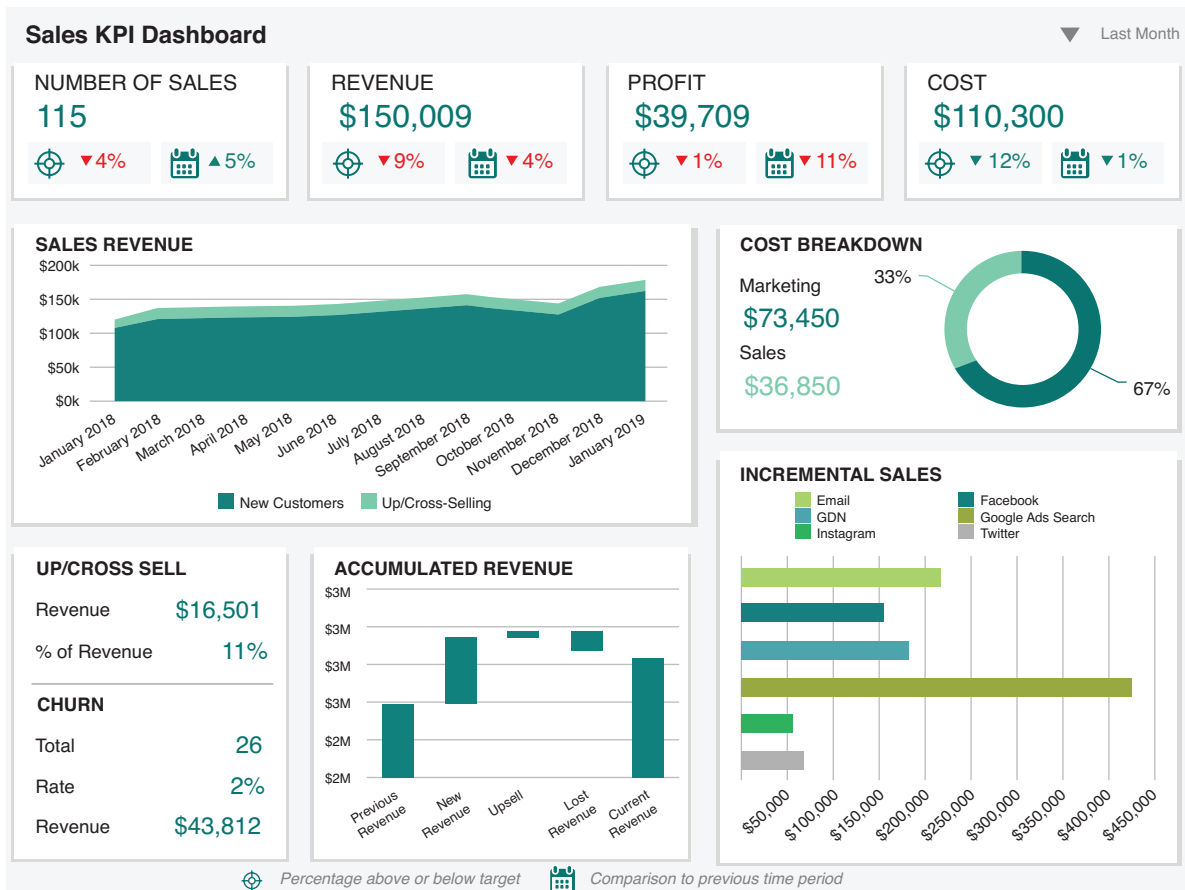 Sales KPI Dashboard
▼ Last Month
NUMBER OF SALES
115
▼4% ▲5%
REVENUE
$150,009
▼9% ▼4%
PROFIT
$39,709
▼1% ▼11%
COST
$110,300
▼12% ▼1%
SALES REVENUE
$200k
$150k
$100k
$50k
$0k
January 2018
February 2018
March 2018
April 2018
May 2018
June 2018
July 2018
August 2018
September 2018
October 2018
November 2018
December 2018
January 2019
New Customers Up/Cross-Selling
COST BREAKDOWN
Marketing
$73,450
Sales
$36,850
33%
67%
UP/CROSS SELL
Revenue $16,501
% of Revenue 11%
CHURN
Total 26
Rate 2%
Revenue $43,812
ACCUMULATED REVENUE
$3M
$3M
$3M
$3M
$2M
$2M
Previous
Revenue
New
Revenue
Upsell
Lost
Revenue
Current
Revenue
INCREMENTAL SALES
Email Facebook
GDN Google Ads Search
Instagram Twitter
$50,000
$100,000
$150,000
$200,000
$250,000
$300,000
$350,000
$400,000
$450,000
Percentage above or below target Comparison to previous time period